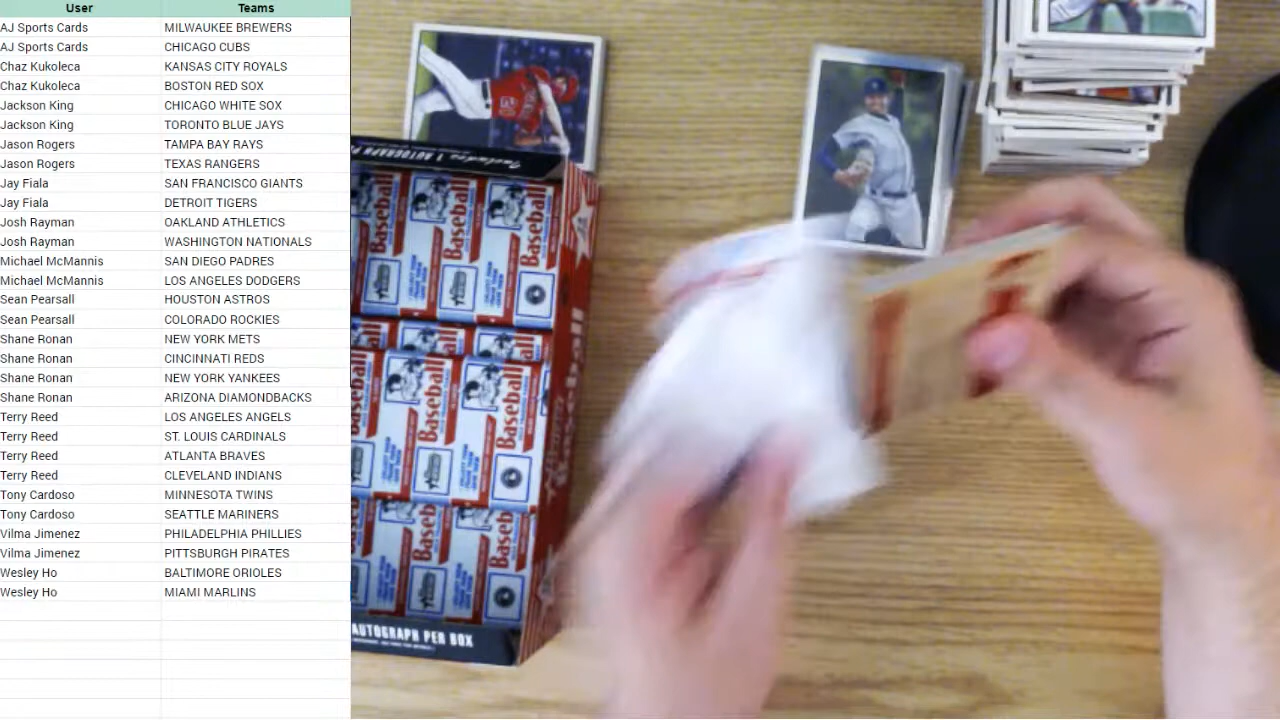 User Teams
AJ Sports Cards MILWAUKEE BREWERS
AJ Sports Cards CHICAGO CUBS
Chaz Kukoleca KANSAS CITY ROYALS
Chaz Kukoleca BOSTON RED SOX
Jackson King CHICAGO WHITE SOX
Jackson King TORONTO BLUE JAYS
Jason Rogers TAMPA BAY RAYS
Jason Rogers TEXAS RANGERS
Jay Fiala SAN FRANCISCO GIANTS
Jay Fiala DETROIT TIGERS
Josh Rayman OAKLAND ATHLETICS
Josh Rayman WASHINGTON NATIONALS
Michael McMannis SAN DIEGO PADRES
Michael McMannis LOS ANGELES DODGERS
Sean Pearsall HOUSTON ASTROS
Sean Pearsall COLORADO ROCKIES
Shane Ronan NEW YORK METS
Shane Ronan CINCINNATI REDS
Shane Ronan NEW YORK YANKEES
Shane Ronan ARIZONA DIAMONDBACKS
Terry Reed LOS ANGELES ANGELS
Terry Reed ST. LOUIS CARDINALS
Terry Reed ATLANTA BRAVES
Terry Reed CLEVELAND INDIANS
Tony Cardoso MINNESOTA TWINS
Tony Cardoso SEATTLE MARINERS
Vilma Jimenez PHILADELPHIA PHILLIES
Vilma Jimenez PITTSBURGH PIRATES
Wesley Ho BALTIMORE ORIOLES
Wesley Ho MIAMI MARLINS
Baseball
Baseball
Baseball
Baseball
Baseball
Baseball
Baseball
AUTOGRAPH PER BOX